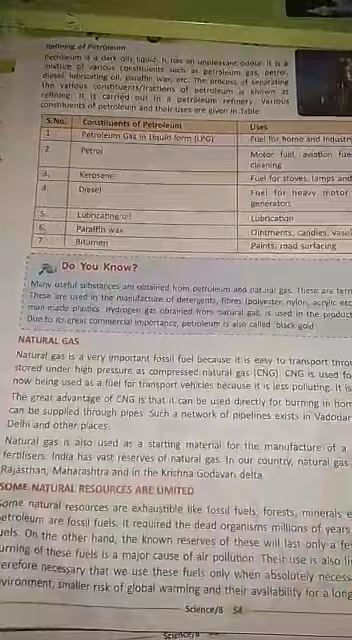 Refining of Petroleum
Petroleum is a dark oily liquid. It has an unpleasant odour. It is a
mixture of various constituents such as petroleum gas, petrol,
diesel, lubricating oil, paraffin wax, etc. The process of separating
the various constituents/fractions of petroleum is known as
refining. It is carried out in a petroleum refinery. Various
constituents of petroleum and their uses are given in Table
S.No. Constituents of Petroleum Uses
1 Petroleum Gas in Liquid form (LPG) Fuel for home and industry
2. Petrol Motor fuel, aviation fue
cleaning
3. Kerosene Fuel for stoves, lamps and
4. Diesel Fuel for heavy motor
generators
5. Lubricating oil Lubrication
6. Paraffin wax Ointments, candles, vasel
7. Bitumen Paints, road surfacing
Do You Know?
Many useful substances are obtained from petroleum and natural gas. These are term
These are used in the manufacture of detergents, fibres (polyester, nylon, acrylic etc
man-made plastics. Hydrogen gas obtained from natural gas, is used in the product
Due to its great commercial importance, petroleum is also called 'black gold'
NATURAL GAS
Natural gas is a very important fossil fuel because it is easy to transport throu
stored under high pressure as compressed natural gas (CNG). CNG is used fo
now being used as a fuel for transport vehicles because it is less polluting. It is
The great advantage of CNG is that it can be used directly for burning in hom
can be supplied through pipes. Such a network of pipelines exists in Vadodar
Delhi and other places.
Natural gas is also used as a starting material for the manufacture of a
fertilisers. India has vast reserves of natural gas. In our country, natural gas
Rajasthan, Maharashtra and in the Krishna Godavari delta.
SOME NATURAL RESOURCES ARE LIMITED
Some natural resources are exhaustible like fossil fuels, forests, minerals e
etroleum are fossil fuels. It required the dead organisms millions of years
uels. On the other hand, the known reserves of these will last only a fe
urning of these fuels is a major cause of air pollution. Their use is also lin
erefore necessary that we use these fuels only when absolutely necess
vironment, smaller risk of global warming and their availability for a long
Science/8 54
Science/8